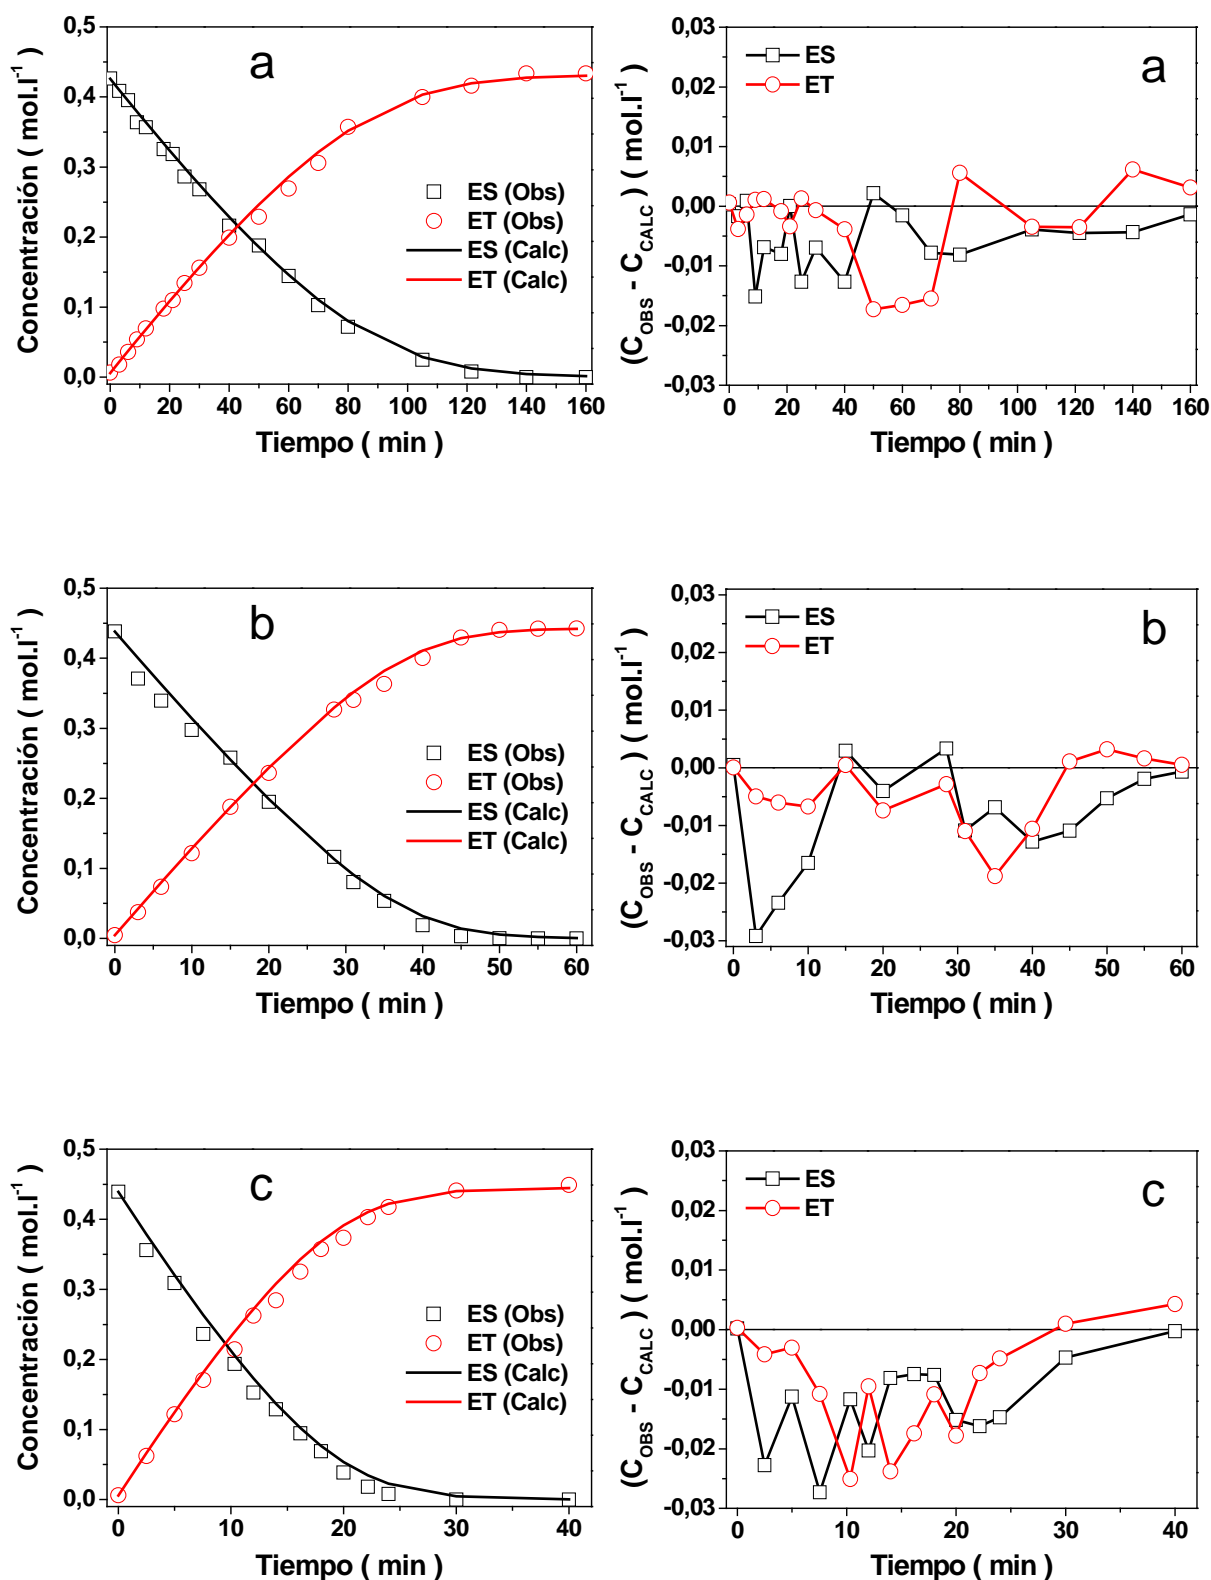 a
Concentración ( mol.l⁻¹ )
0,5
0,4
0,3
0,2
0,1
0,0
ES (Obs)
ET (Obs)
ES (Calc)
ET (Calc)
0 20 40 60 80 100 120 140 160
Tiempo ( min )
a
(C_OBS - C_CALC) ( mol.l⁻¹ )
0,03
0,02
0,01
0,00
-0,01
-0,02
-0,03
ES
ET
0 20 40 60 80 100 120 140 160
Tiempo ( min )
b
Concentración ( mol.l⁻¹ )
0,5
0,4
0,3
0,2
0,1
0,0
ES (Obs)
ET (Obs)
ES (Calc)
ET (Calc)
0 10 20 30 40 50 60
Tiempo ( min )
b
(C_OBS - C_CALC) ( mol.l⁻¹ )
0,03
0,02
0,01
0,00
-0,01
-0,02
-0,03
ES
ET
0 10 20 30 40 50 60
Tiempo ( min )
c
Concentración ( mol.l⁻¹ )
0,5
0,4
0,3
0,2
0,1
0,0
ES (Obs)
ET (Obs)
ES (Calc)
ET (Calc)
0 10 20 30 40
Tiempo ( min )
c
(C_OBS - C_CALC) ( mol.l⁻¹ )
0,03
0,02
0,01
0,00
-0,01
-0,02
-0,03
ES
ET
0 10 20 30 40
Tiempo ( min )